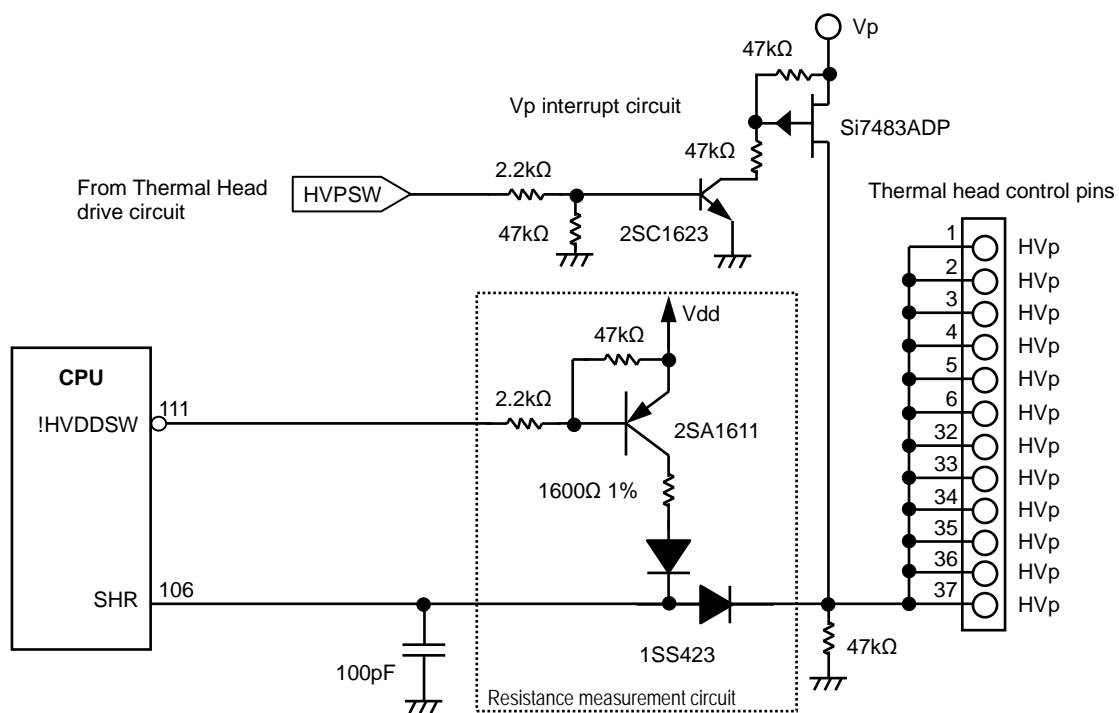 Vp
47kΩ
Vp interrupt circuit
Si7483ADP
47kΩ
2.2kΩ
From Thermal Head
drive circuit
HVPSW
Thermal head control pins
47kΩ
2SC1623
1 HVp
2 HVp
3 HVp
4 HVp
5 HVp
6 HVp
32 HVp
33 HVp
34 HVp
35 HVp
36 HVp
37 HVp
Vdd
47kΩ
CPU
!HVDDSW
111
2.2kΩ
2SA1611
1600Ω 1%
SHR
106
1SS423
47kΩ
100pF
Resistance measurement circuit